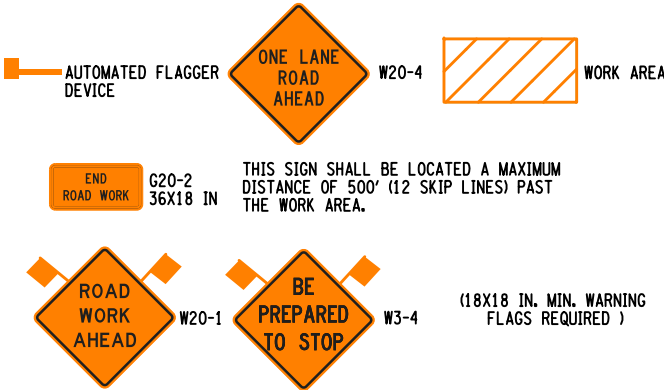 AUTOMATED FLAGGER
DEVICE
ONE LANE
ROAD
AHEAD
W20-4
WORK AREA
END
ROAD WORK
G20-2
36X18 IN
THIS SIGN SHALL BE LOCATED A MAXIMUM
DISTANCE OF 500' (12 SKIP LINES) PAST
THE WORK AREA.
ROAD
WORK
AHEAD
W20-1
BE
PREPARED
TO STOP
W3-4
(18X18 IN. MIN. WARNING
FLAGS REQUIRED )